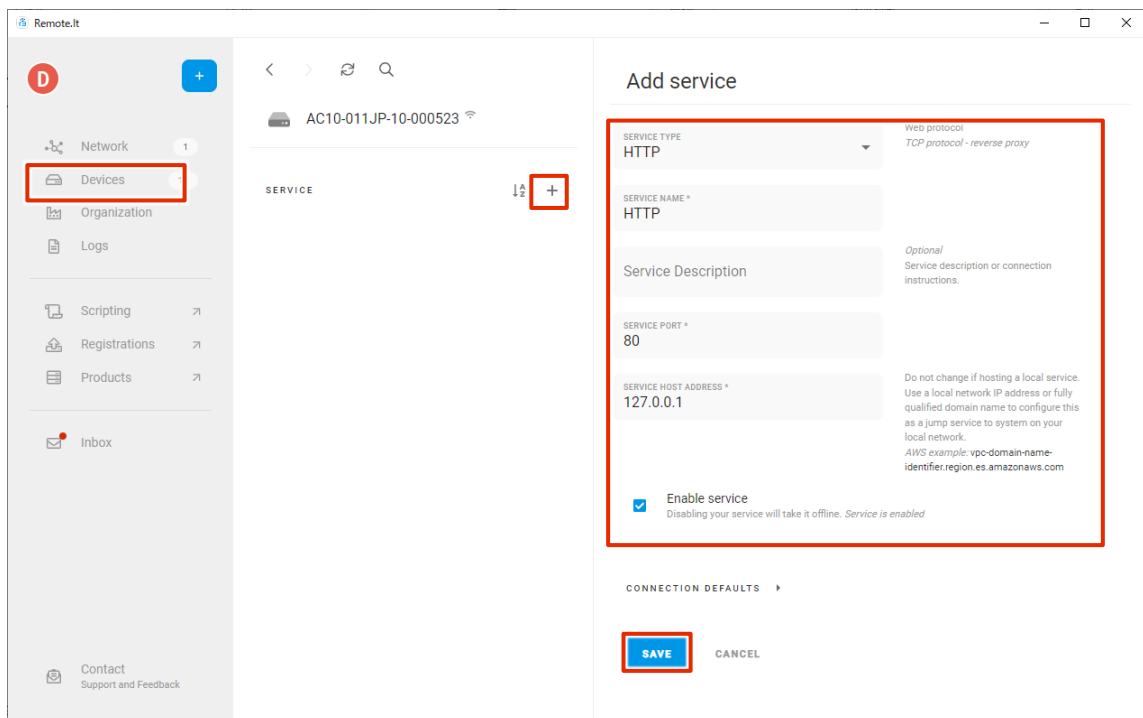 Remote.It
D
+
Network 1
Devices
Organization
Logs
Scripting
Registrations
Products
Inbox
Contact
Support and Feedback
AC10-011JP-10-000523
SERVICE
Add service
SERVICE TYPE
HTTP
Web protocol
TCP protocol - reverse proxy
SERVICE NAME *
HTTP
Service Description
Optional
Service description or connection
instructions.
SERVICE PORT *
80
SERVICE HOST ADDRESS *
127.0.0.1
Do not change if hosting a local service.
Use a local network IP address or fully
qualified domain name to configure this
as a jump service to system on your
local network.
AWS example: vpc-domain-name-
identifier.region.es.amazonaws.com
Enable service
Disabling your service will take it offline. Service is enabled
CONNECTION DEFAULTS
SAVE CANCEL